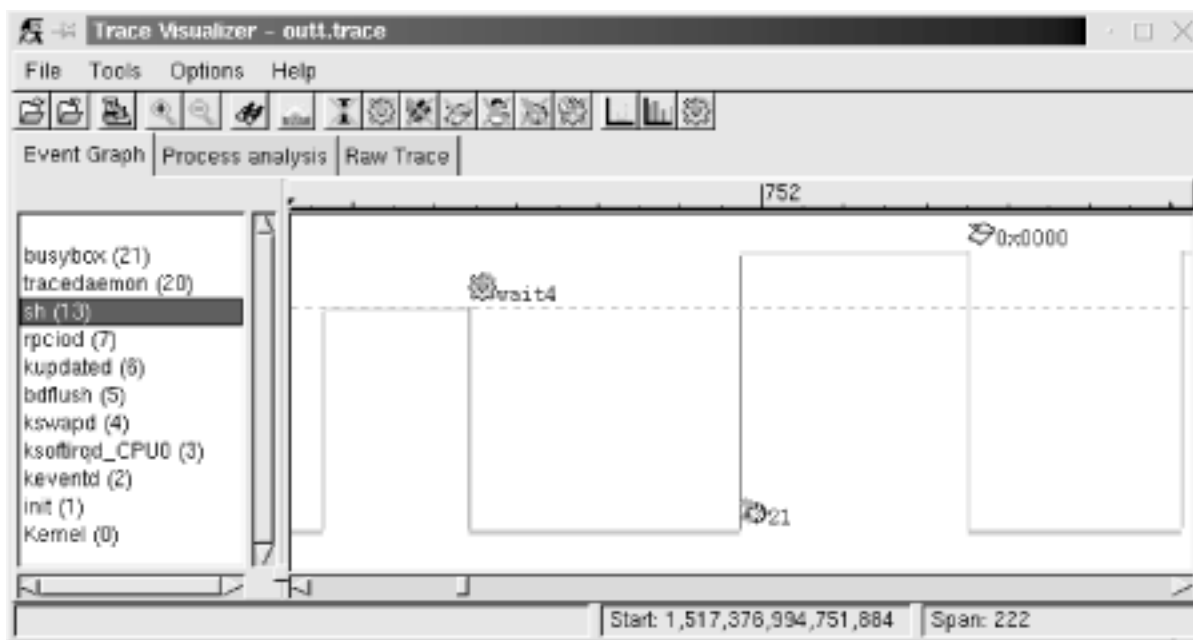 Trace Visualizer - outt.trace
File Tools Options Help
Event Graph Process analysis Raw Trace
752
busybox (21)
tracedaemon (20)
sh (13)
rpciod (7)
kupdated (6)
bdflush (5)
kswapd (4)
ksoftirqd_CPU0 (3)
keventd (2)
init (1)
Kernel (0)
0x0000
wait4
21
Start: 1,517,376,994,751,884 Span: 222